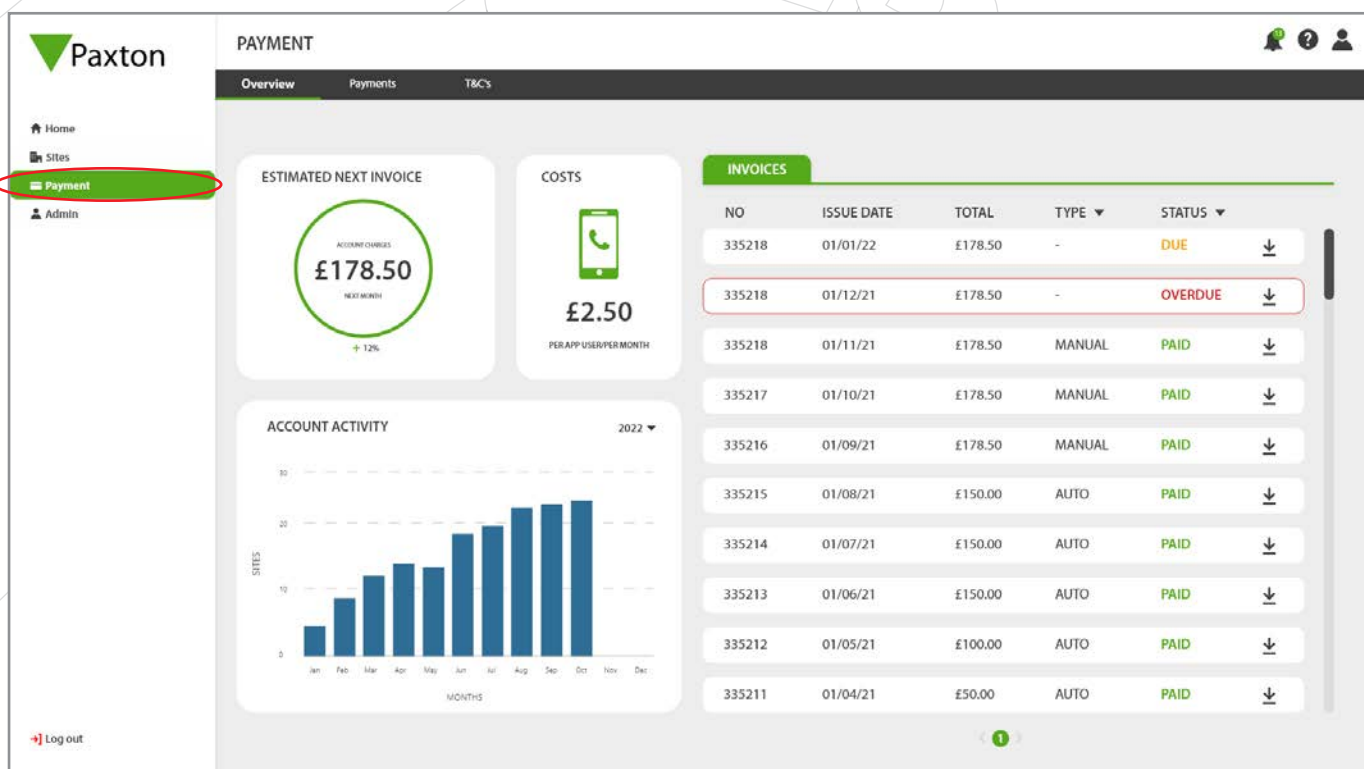 Paxton
PAYMENT
13
Overview Payments T&C's
Home
Sites
Payment
Admin
Log out
ESTIMATED NEXT INVOICE
ACCOUNT CHARGES
£178.50
NEXT MONTH
+ 12%
COSTS
£2.50
PER APP USER/PER MONTH
ACCOUNT ACTIVITY
2022
30
20
10
0
SITES
Jan Feb Mar Apr May Jun Jul Aug Sep Oct Nov Dec
MONTHS
INVOICES
NO ISSUE DATE TOTAL TYPE STATUS
335218 01/01/22 £178.50 - DUE
335218 01/12/21 £178.50 - OVERDUE
335218 01/11/21 £178.50 MANUAL PAID
335217 01/10/21 £178.50 MANUAL PAID
335216 01/09/21 £178.50 MANUAL PAID
335215 01/08/21 £150.00 AUTO PAID
335214 01/07/21 £150.00 AUTO PAID
335213 01/06/21 £150.00 AUTO PAID
335212 01/05/21 £100.00 AUTO PAID
335211 01/04/21 £50.00 AUTO PAID
1